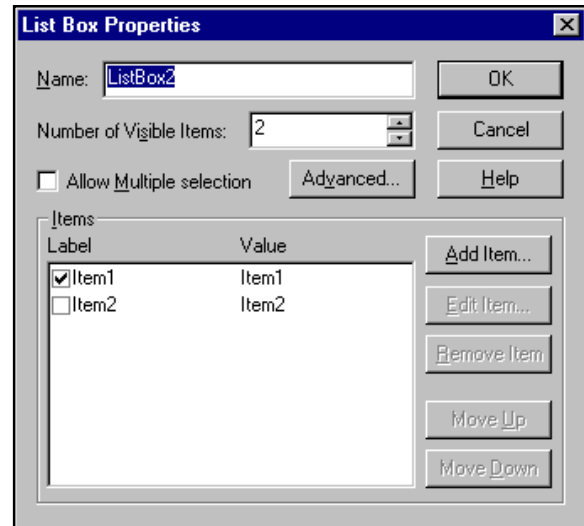 List Box Properties
Name: ListBox2
OK
Number of Visible Items: 2
Cancel
Allow Multiple selection
Advanced...
Help
Items
Label Value
Item1 Item1
Item2 Item2
Add Item...
Edit Item...
Remove Item
Move Up
Move Down